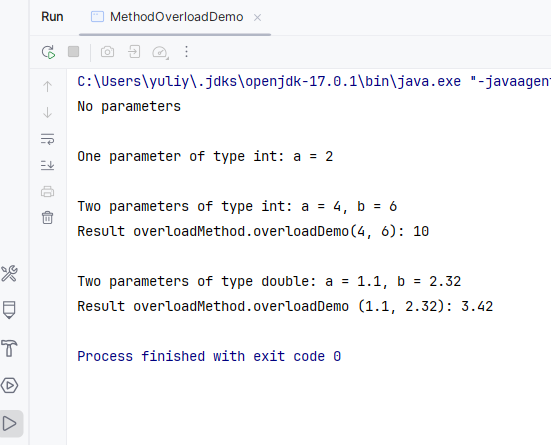 Run MethodOverloadDemo
C:\Users\yuliy\.jdks\openjdk-17.0.1\bin\java.exe "-javaagent
No parameters
One parameter of type int: a = 2
Two parameters of type int: a = 4, b = 6
Result overloadMethod.overloadDemo(4, 6): 10
Two parameters of type double: a = 1.1, b = 2.32
Result overloadMethod.overloadDemo (1.1, 2.32): 3.42
Process finished with exit code 0